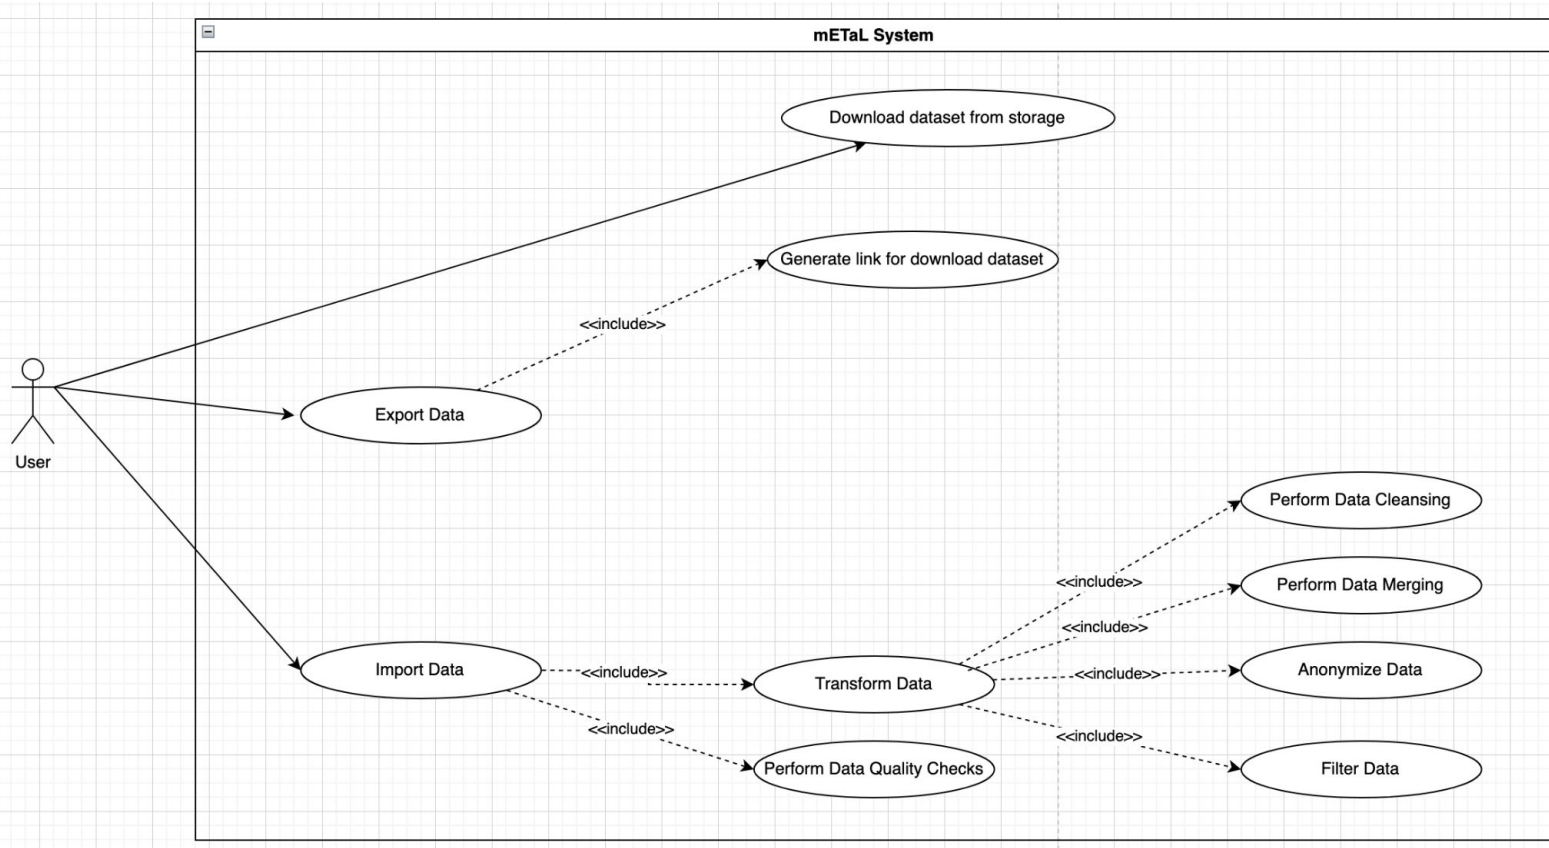 mETaL System
Download dataset from storage
Generate link for download dataset
<<include>>
Export Data
User
Perform Data Cleansing
<<include>>
Perform Data Merging
<<include>>
Import Data
<<include>>
Transform Data
<<include>>
Anonymize Data
<<include>>
<<include>>
Perform Data Quality Checks
Filter Data